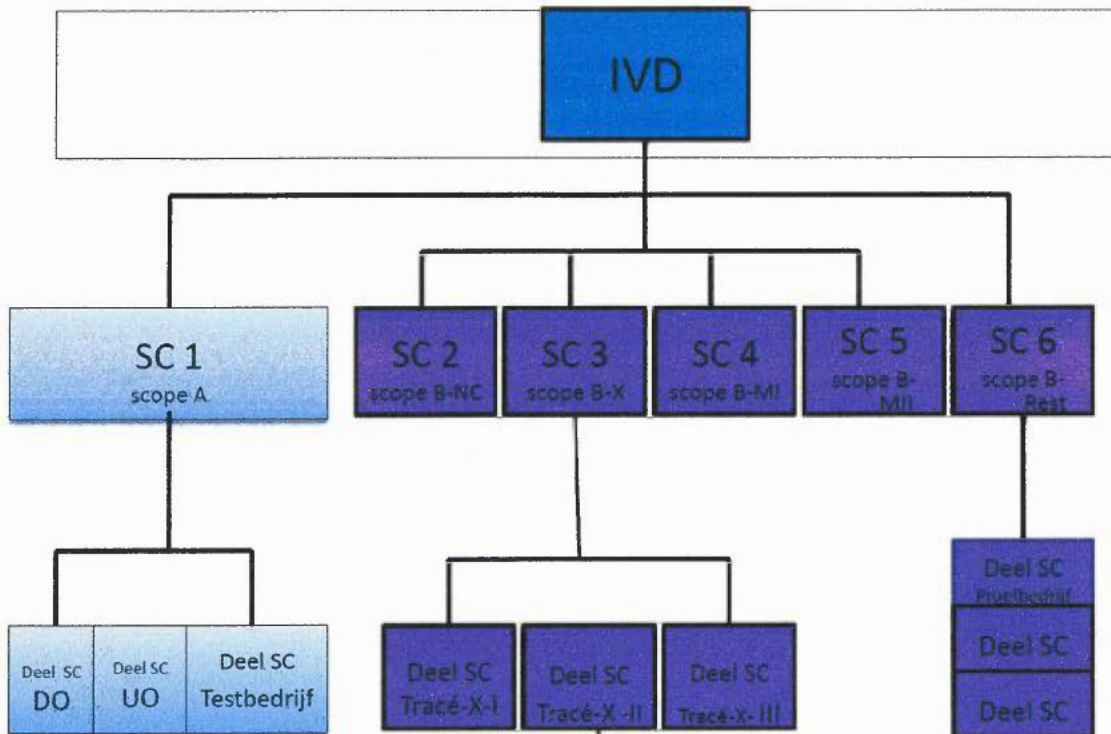 IVD
SC 1
scope A
SC 2
scope B-NC
SC 3
scope B-X
SC 4
scope B-MI
SC 5
scope B-
MII
SC 6
scope B-
Rest
Deel SC
DO
Deel SC
UO
Deel SC
Testbedrijf
Deel SC
Tracé-X-I
Deel SC
Tracé-X -II
Deel SC
Tracé-X- III
Deel SC
Deel SC
Deel SC